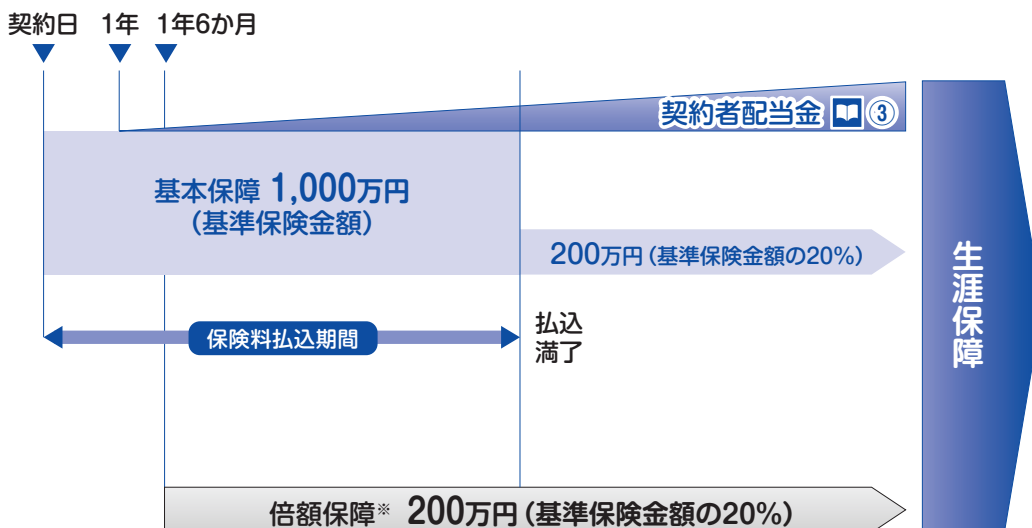 契約日 1年 1年6か月
契約者配当金 ③
基本保障 1,000万円
(基準保険金額)
200万円(基準保険金額の20%)
生涯保障
保険料払込期間
払込
満了
倍額保障※ 200万円(基準保険金額の20%)